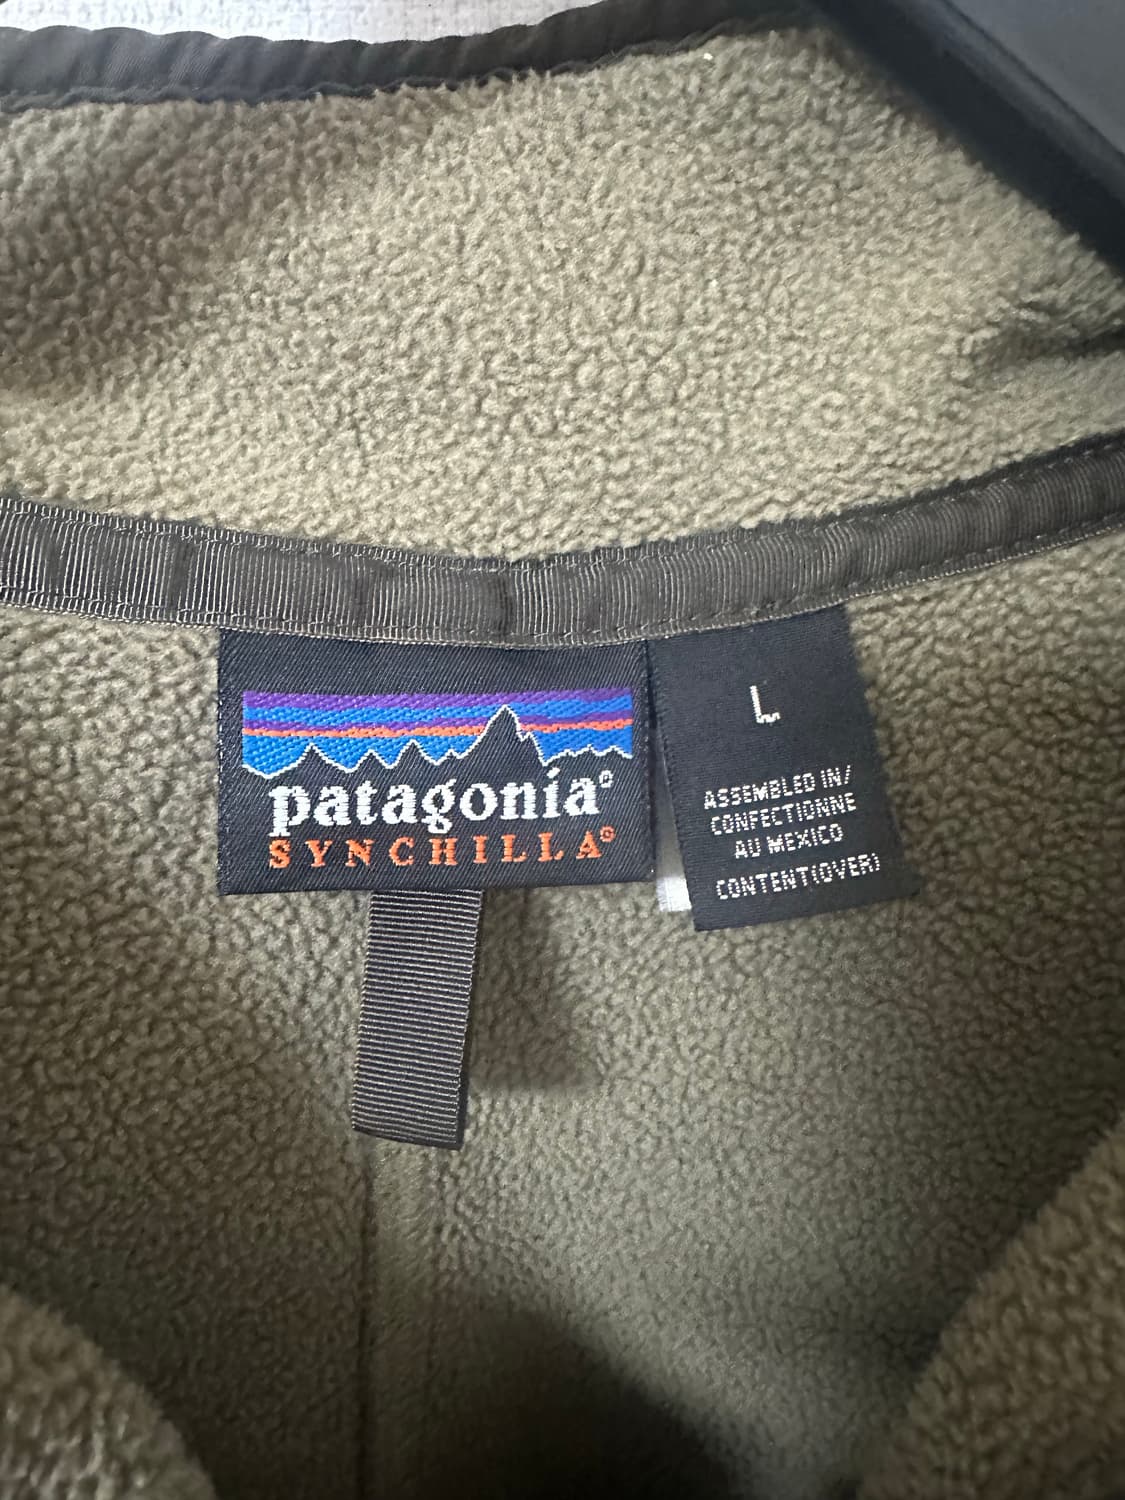 patagonia®
SYNCHILLA®
L
ASSEMBLED IN/
CONFECTIONNE
AU MEXICO
CONTENT(OVER)